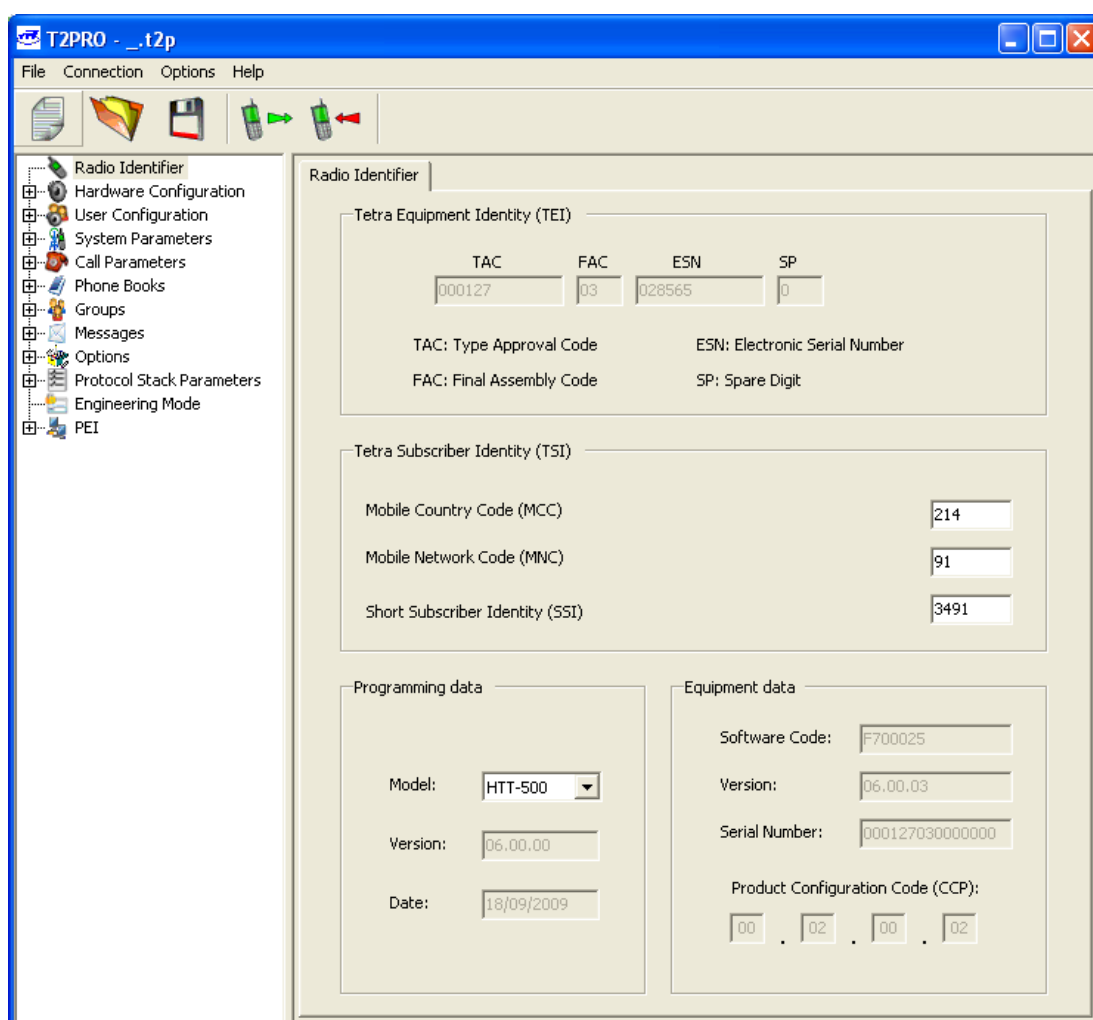 T2PRO - _.t2p
File Connection Options Help
Radio Identifier
Hardware Configuration
User Configuration
System Parameters
Call Parameters
Phone Books
Groups
Messages
Options
Protocol Stack Parameters
Engineering Mode
PEI
Radio Identifier
Tetra Equipment Identity (TEI)
TAC FAC ESN SP
000127 03 028565 0
TAC: Type Approval Code ESN: Electronic Serial Number
FAC: Final Assembly Code SP: Spare Digit
Tetra Subscriber Identity (TSI)
Mobile Country Code (MCC) 214
Mobile Network Code (MNC) 91
Short Subscriber Identity (SSI) 3491
Programming data
Model: HTT-500
Version: 06.00.00
Date: 18/09/2009
Equipment data
Software Code: F700025
Version: 06.00.03
Serial Number: 000127030000000
Product Configuration Code (CCP):
00 . 02 . 00 . 02